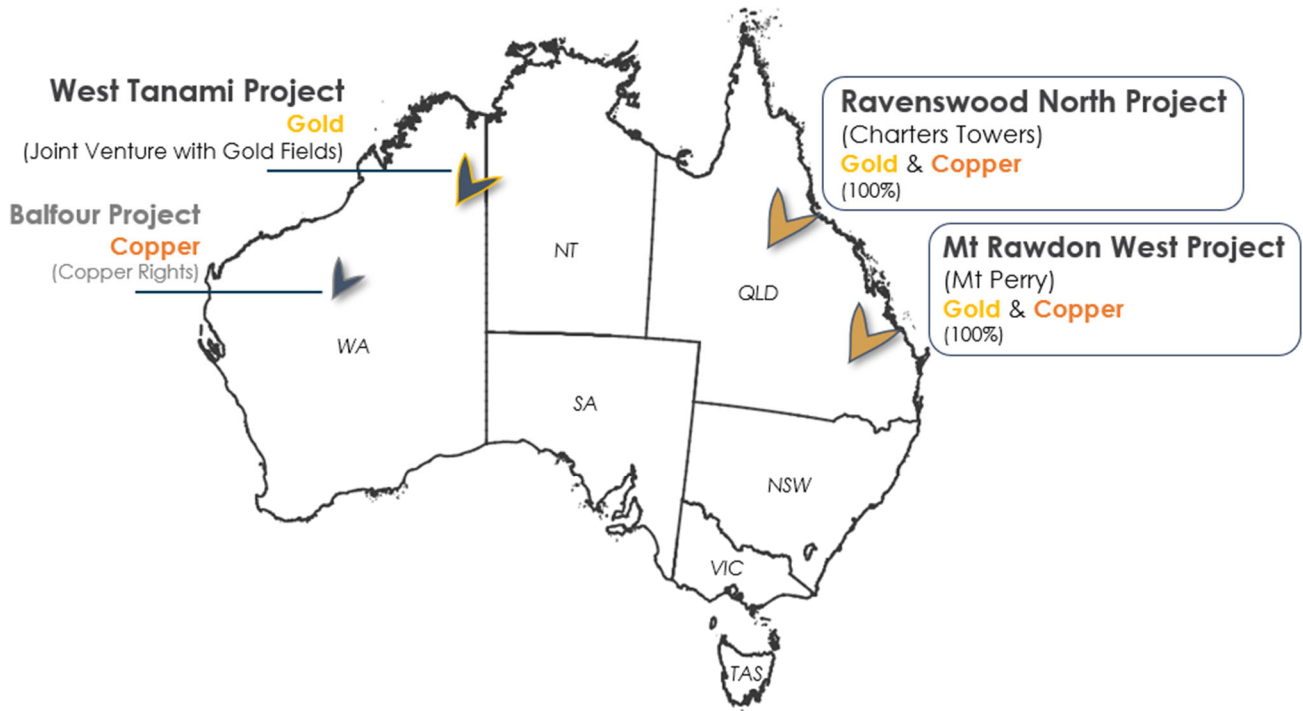 West Tanami Project
Gold
(Joint Venture with Gold Fields)
Balfour Project
Copper
(Copper Rights)
Ravenswood North Project
(Charters Towers)
Gold & Copper
(100%)
Mt Rawdon West Project
(Mt Perry)
Gold & Copper
(100%)
NT
QLD
WA
SA
NSW
VIC
TAS